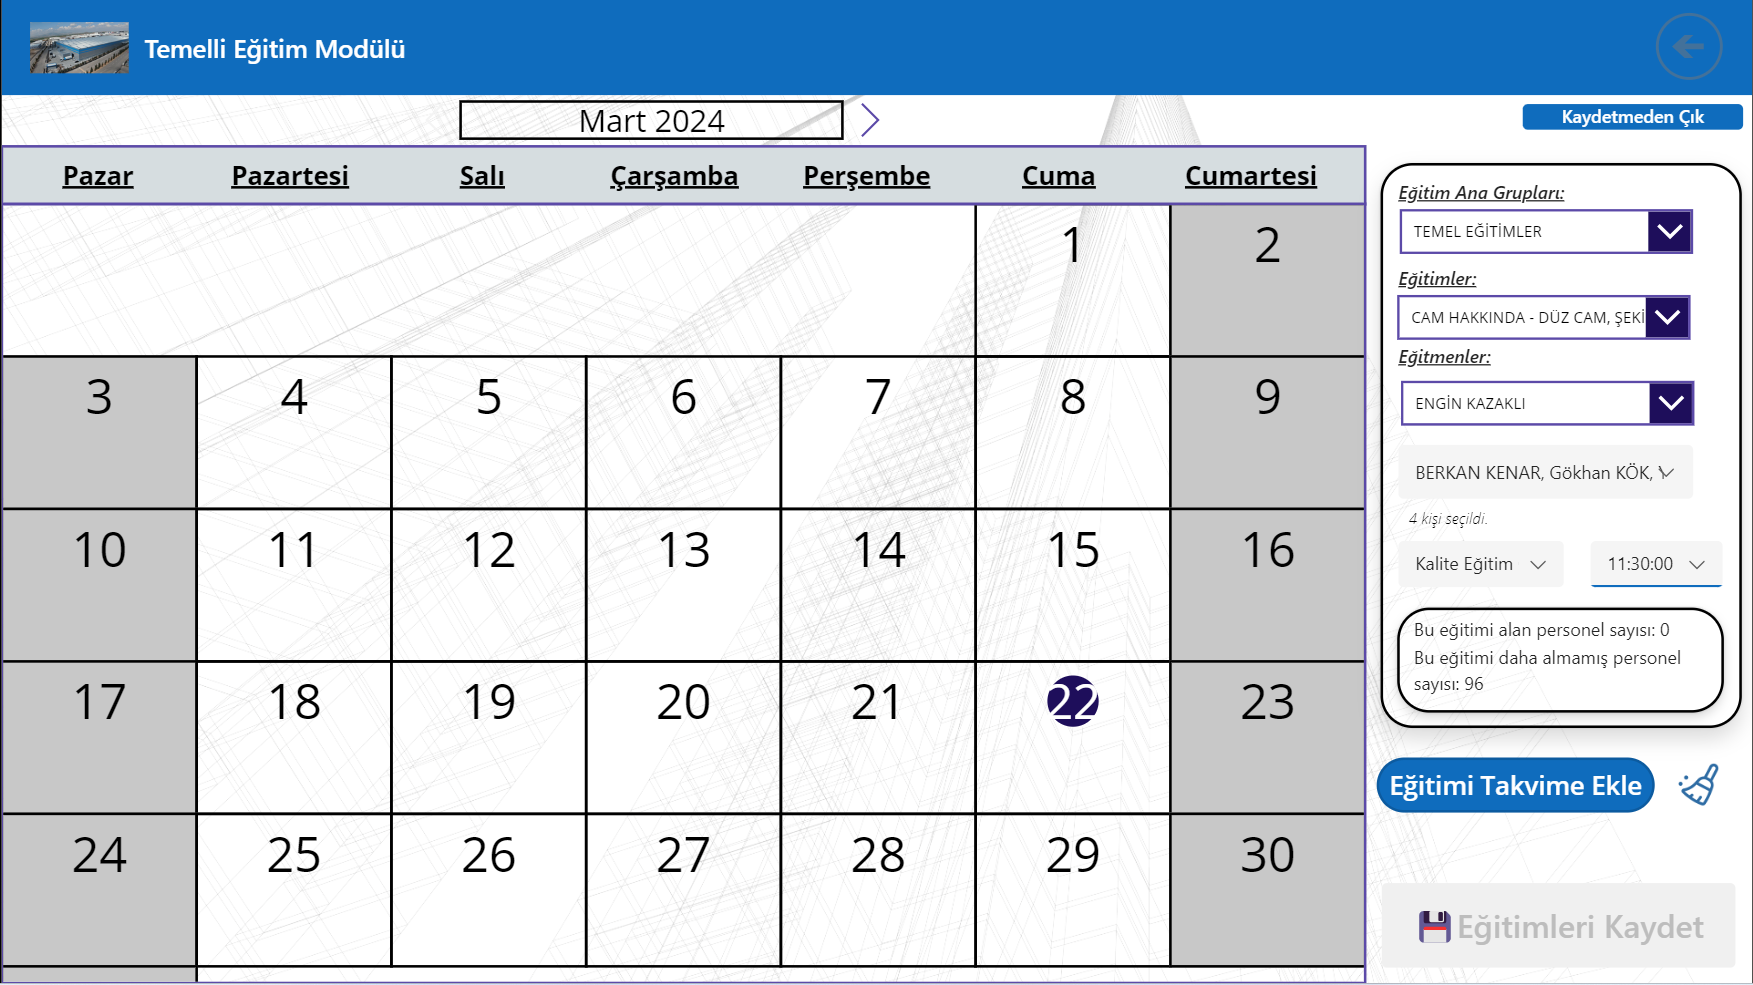 Temelli Eğitim Modülü
Mart 2024
Kaydetmeden Çık
Pazar Pazartesi Salı Çarşamba Perşembe Cuma Cumartesi
1 2
3 4 5 6 7 8 9
10 11 12 13 14 15 16
17 18 19 20 21 22 23
24 25 26 27 28 29 30
Eğitim Ana Grupları:
TEMEL EĞİTİMLER
Eğitimler:
CAM HAKKINDA - DÜZ CAM, ŞEKİ
Eğitmenler:
ENGİN KAZAKLI
BERKAN KENAR, Gökhan KÖK,
4 kişi seçildi.
Kalite Eğitim 11:30:00
Bu eğitimi alan personel sayısı: 0
Bu eğitimi daha almamış personel
sayısı: 96
Eğitimi Takvime Ekle
Eğitimleri Kaydet